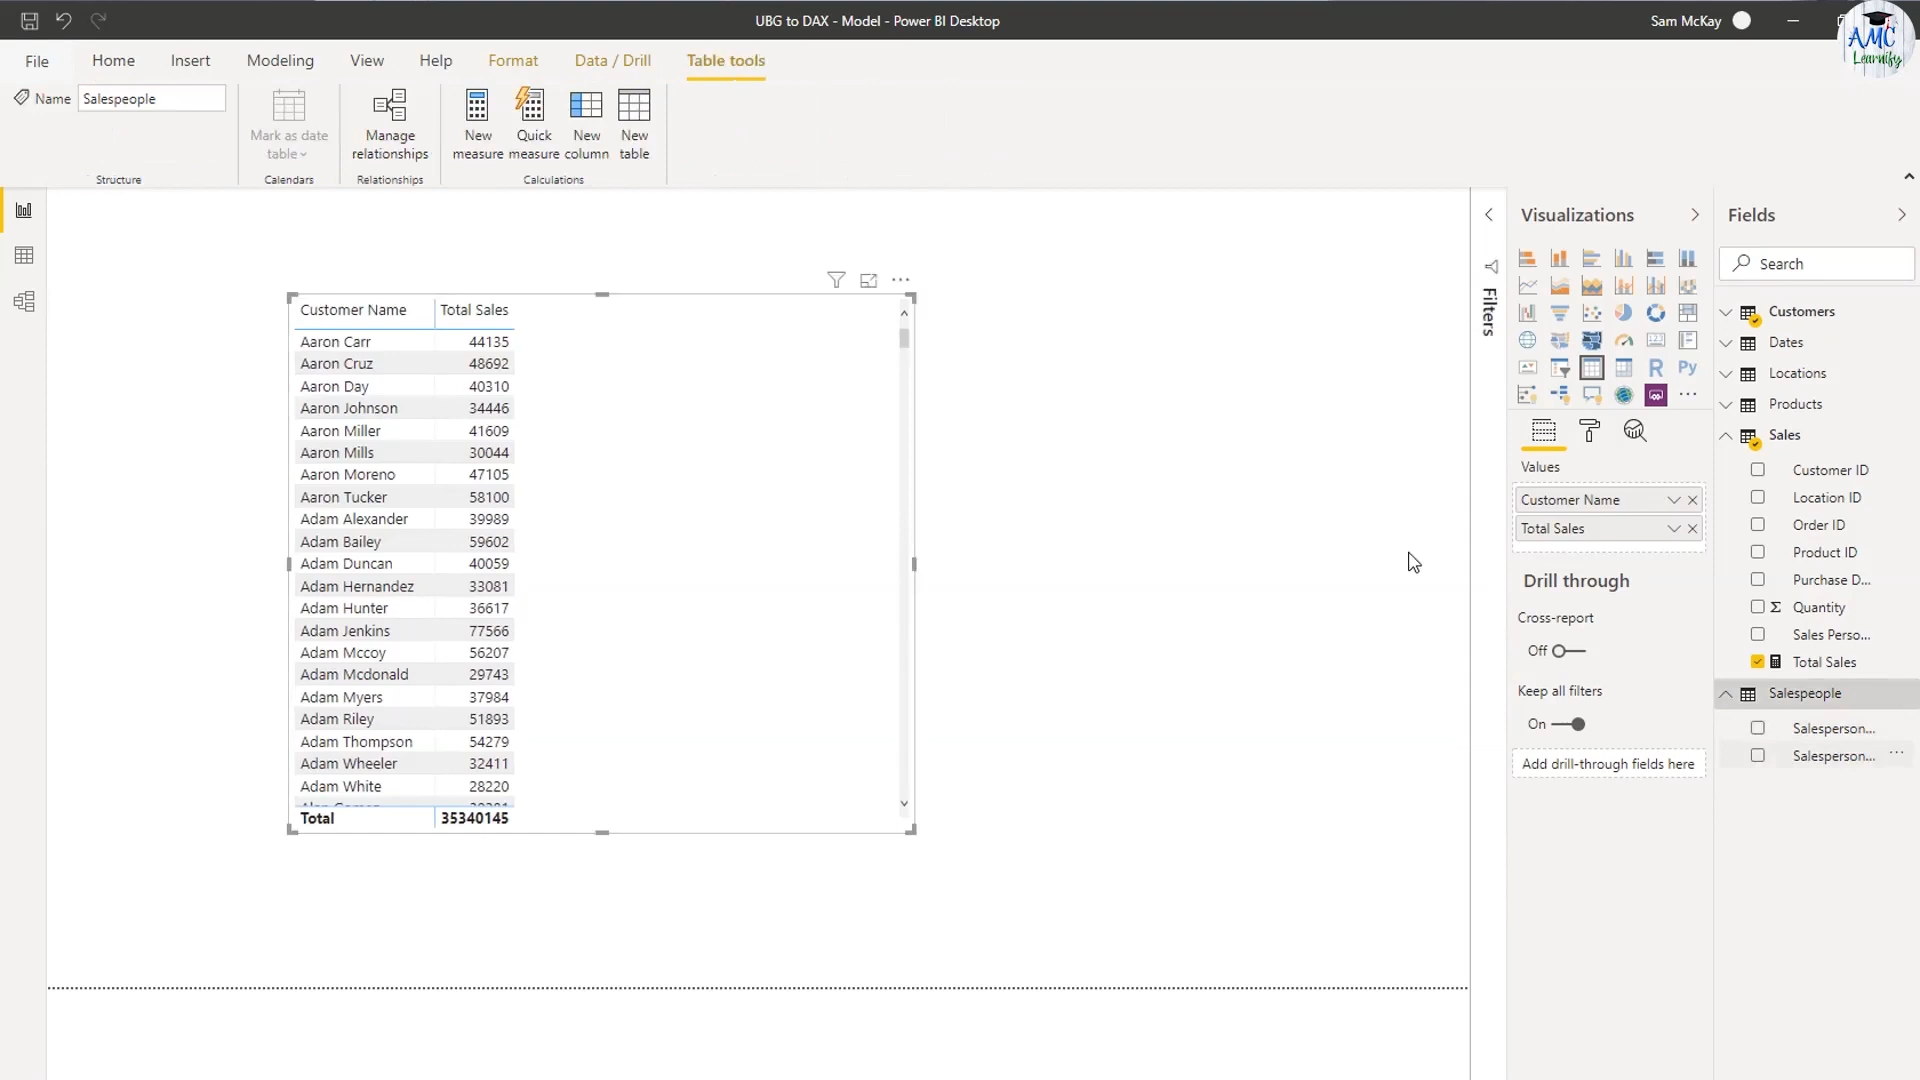 UBG to DAX - Model - Power BI Desktop
Sam McKay
AMC
Learnify
File
Home
Insert
Modeling
View
Help
Format
Data / Drill
Table tools
Name
Salespeople
Mark as date
table
Manage
relationships
New
measure
Quick
measure
New
column
New
table
Structure
Calendars
Relationships
Calculations
Customer Name Total Sales
Aaron Carr 44135
Aaron Cruz 48692
Aaron Day 40310
Aaron Johnson 34446
Aaron Miller 41609
Aaron Mills 30044
Aaron Moreno 47105
Aaron Tucker 58100
Adam Alexander 39989
Adam Bailey 59602
Adam Duncan 40059
Adam Hernandez 33081
Adam Hunter 36617
Adam Jenkins 77566
Adam Mccoy 56207
Adam Mcdonald 29743
Adam Myers 37984
Adam Riley 51893
Adam Thompson 54279
Adam Wheeler 32411
Adam White 28220
Total 35340145
Filters
Visualizations
R
Py
Values
Customer Name
Total Sales
Drill through
Cross-report
Off
Keep all filters
On
Add drill-through fields here
Fields
Search
Customers
Dates
Locations
Products
Sales
Customer ID
Location ID
Order ID
Product ID
Purchase D...
Σ Quantity
Sales Perso...
Total Sales
Salespeople
Salesperson...
Salesperson...